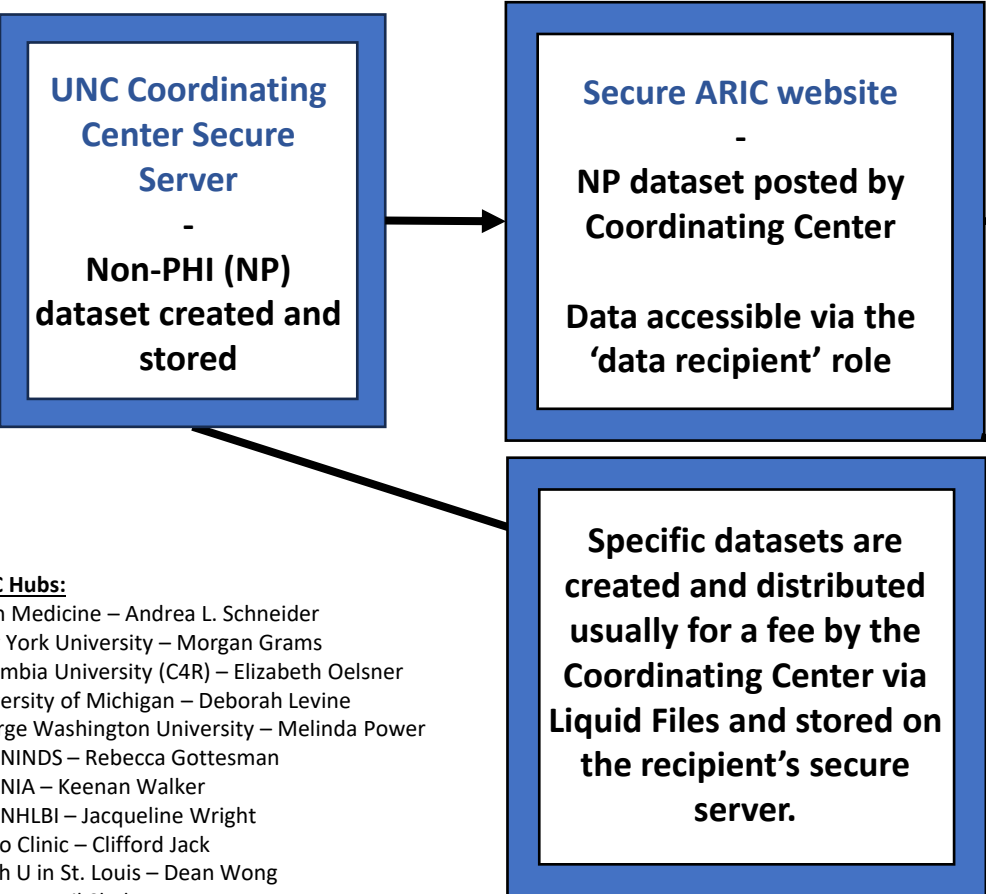 UNC Coordinating
Center Secure
Server
-
Non-PHI (NP)
dataset created and
stored
Secure ARIC website
-
NP dataset posted by
Coordinating Center
Data accessible via the
‘data recipient’ role
Specific datasets are
created and distributed
usually for a fee by the
Coordinating Center via
Liquid Files and stored on
the recipient’s secure
server.
C Hubs:
n Medicine – Andrea L. Schneider
York University – Morgan Grams
mbia University (C4R) – Elizabeth Oelsner
ersity of Michigan – Deborah Levine
rge Washington University – Melinda Power
NINDS – Rebecca Gottesman
NIA – Keenan Walker
NHLBI – Jacqueline Wright
o Clinic – Clifford Jack
h U in St. Louis – Dean Wong